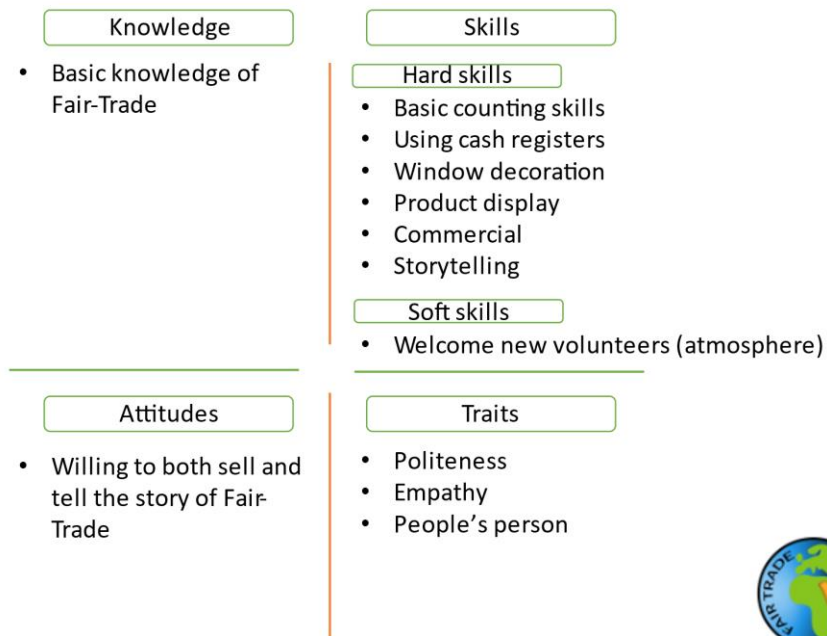 Knowledge
• Basic knowledge of
Fair-Trade
Skills
Hard skills
• Basic counting skills
• Using cash registers
• Window decoration
• Product display
• Commercial
• Storytelling
Soft skills
• Welcome new volunteers (atmosphere)
Attitudes
• Willing to both sell and
tell the story of Fair-
Trade
Traits
• Politeness
• Empathy
• People's person
FAIR TRADE